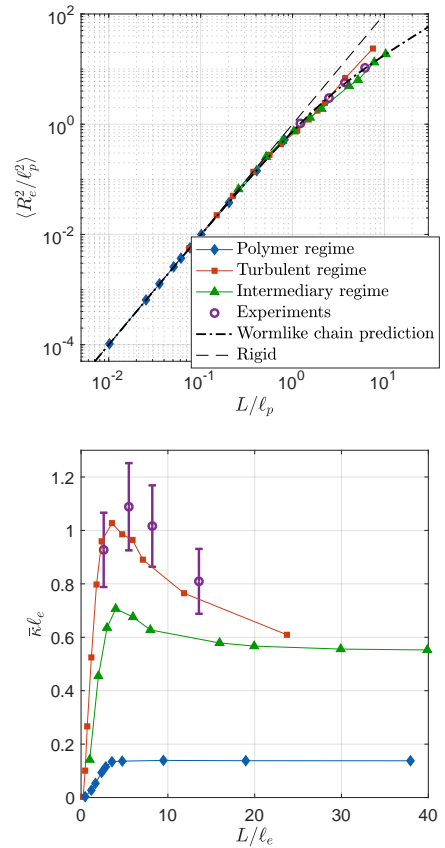 10^2
10^0
10^-2
10^-4
⟨R_e^2/ℓ_p^2⟩
Polymer regime
Turbulent regime
Intermediary regime
Experiments
Wormlike chain prediction
Rigid
10^-2 10^-1 10^0 10^1
L/ℓ_p
1.2
1
0.8
0.6
0.4
0.2
0
κ̄ℓ_e
0 10 20 30 40
L/ℓ_e